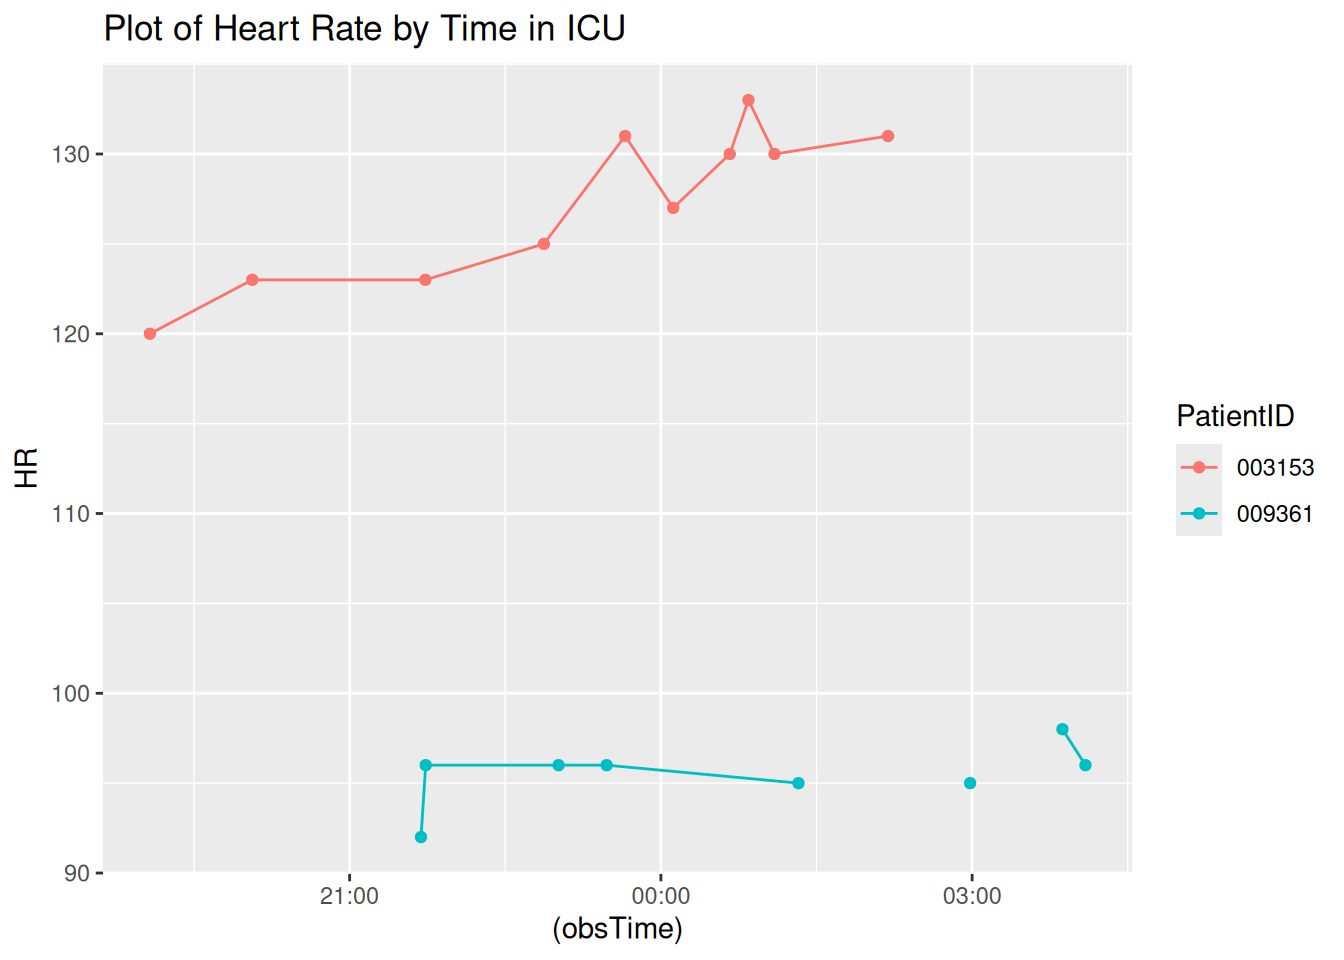 Plot of Heart Rate by Time in ICU
130
120
110
100
90
HR
21:00
00:00
03:00
(obsTime)
PatientID
003153
009361